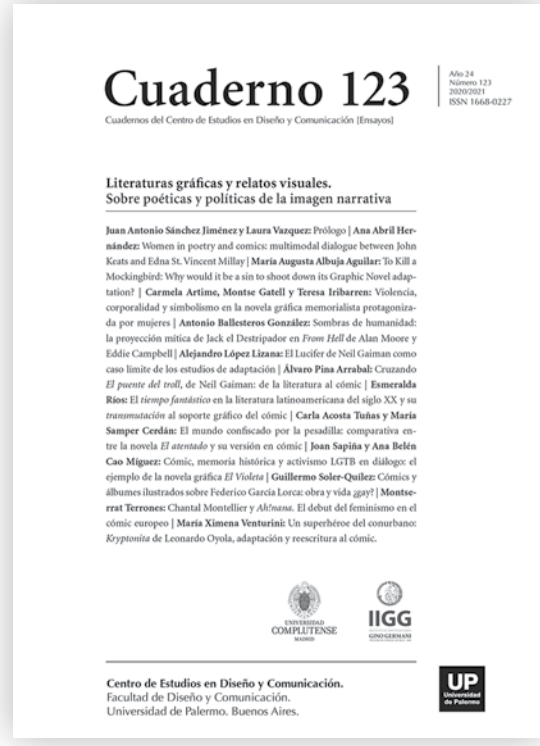 Cuaderno 123
Cuadernos del Centro de Estudios en Diseño y Comunicación [Ensayos]
Año 24
Número 123
2020/2021
ISSN 1668-0227
Literaturas gráficas y relatos visuales.
Sobre poéticas y políticas de la imagen narrativa
Juan Antonio Sánchez Jiménez y Laura Vazquez: Prólogo | Ana Abril Her-
nández: Women in poetry and comics: multimodal dialogue between John
Keats and Edna St. Vincent Millay | María Augusta Albuja Aguilar: To Kill a
Mockingbird: Why would it be a sin to shoot down its Graphic Novel adap-
tation? | Carmela Artime, Montse Gatell y Teresa Iribarren: Violencia,
corporalidad y simbolismo en la novela gráfica memorialista protagoniza-
da por mujeres | Antonio Ballesteros González: Sombras de humanidad:
la proyección mítica de Jack el Destripador en From Hell de Alan Moore y
Eddie Campbell | Alejandro López Lizana: El Lucifer de Neil Gaiman como
caso límite de los estudios de adaptación | Álvaro Pina Arrabal: Cruzando
El puente del troll, de Neil Gaiman: de la literatura al cómic | Esmeralda
Ríos: El tiempo fantástico en la literatura latinoamericana del siglo XX y su
transmutación al soporte gráfico del cómic | Carla Acosta Tuñas y María
Samper Cerdán: El mundo confiscado por la pesadilla: comparativa en-
tre la novela El atentado y su versión en cómic | Joan Sapiña y Ana Belén
Cao Míguez: Cómic, memoria histórica y activismo LGTB en diálogo: el
ejemplo de la novela gráfica El Violeta | Guillermo Soler-Quílez: Cómics y
álbumes ilustrados sobre Federico García Lorca: obra y vida ¿gay? | Montse-
rrat Terrones: Chantal Montellier y Ah!nana. El debut del feminismo en el
cómic europeo | María Ximena Venturini: Un superhéroe del conurbano:
Kryptonita de Leonardo Oyola, adaptación y reescritura al cómic.
UNIVERSIDAD
COMPLUTENSE
MADRID
IIGG
GINO GERMANI
Centro de Estudios en Diseño y Comunicación.
Facultad de Diseño y Comunicación.
Universidad de Palermo. Buenos Aires.
UP
Universidad
de Palermo